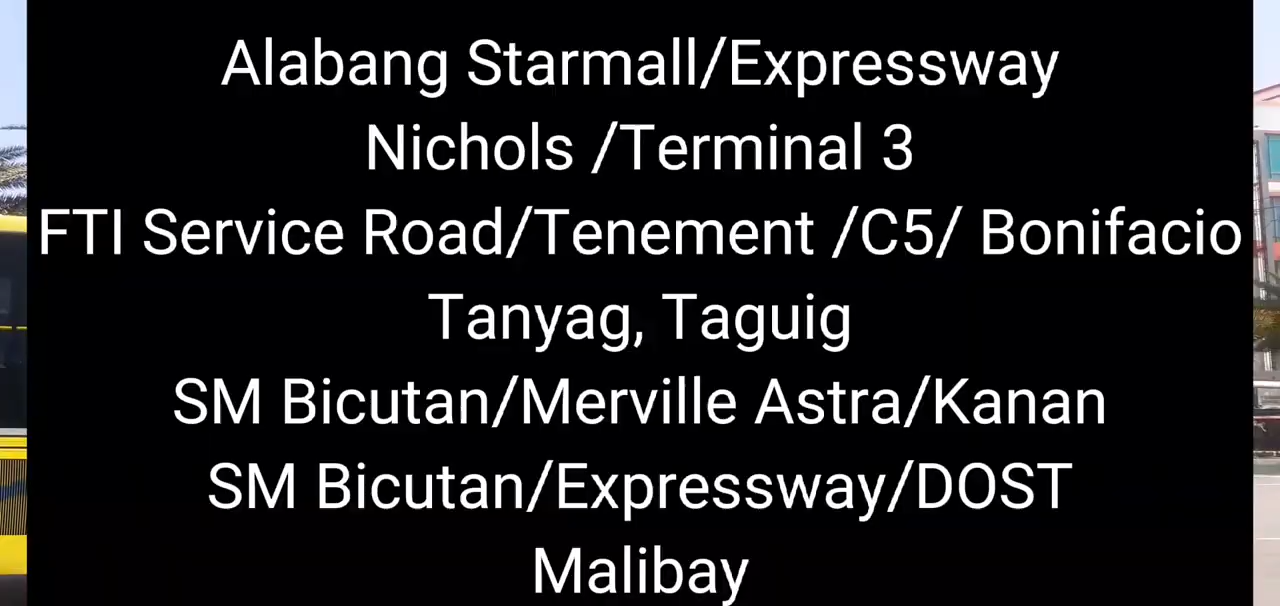 Alabang Starmall/Expressway
Nichols /Terminal 3
FTI Service Road/Tenement /C5/ Bonifacio
Tanyag, Taguig
SM Bicutan/Merville Astra/Kanan
SM Bicutan/Expressway/DOST
Malibay